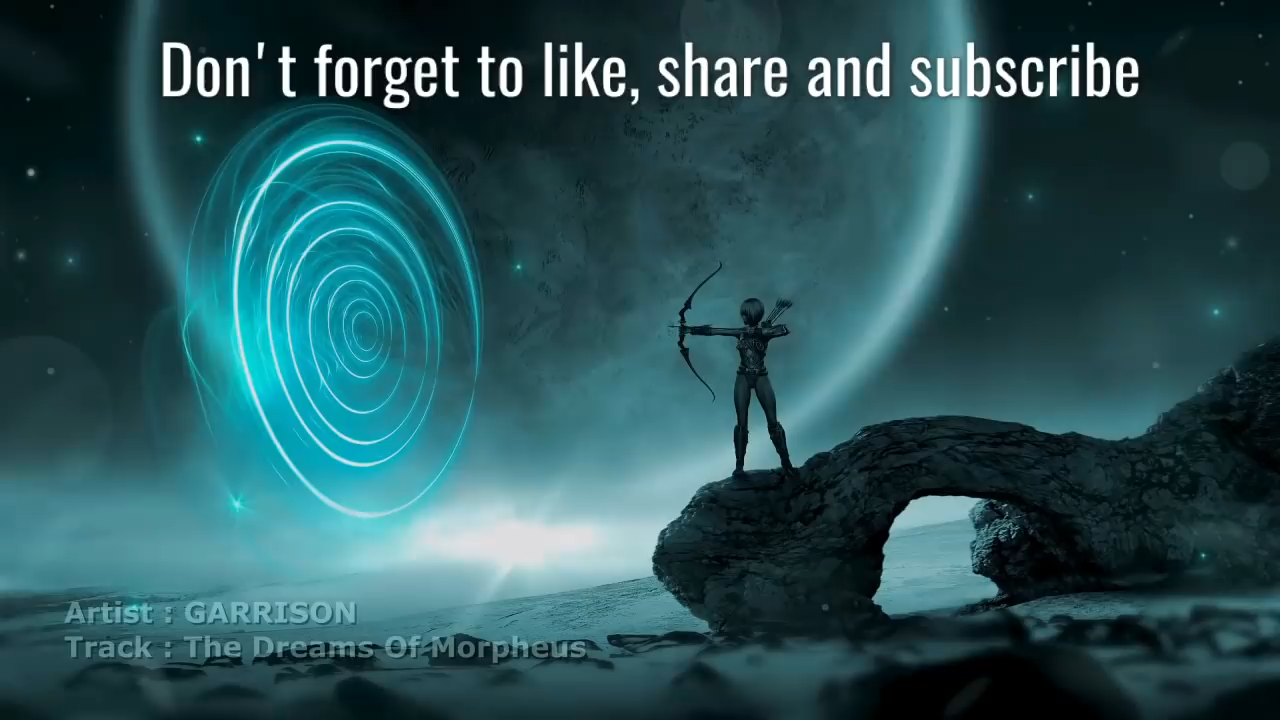 Don't forget to like, share and subscribe
Artist : GARRISON
Track : The Dreams Of Morpheus